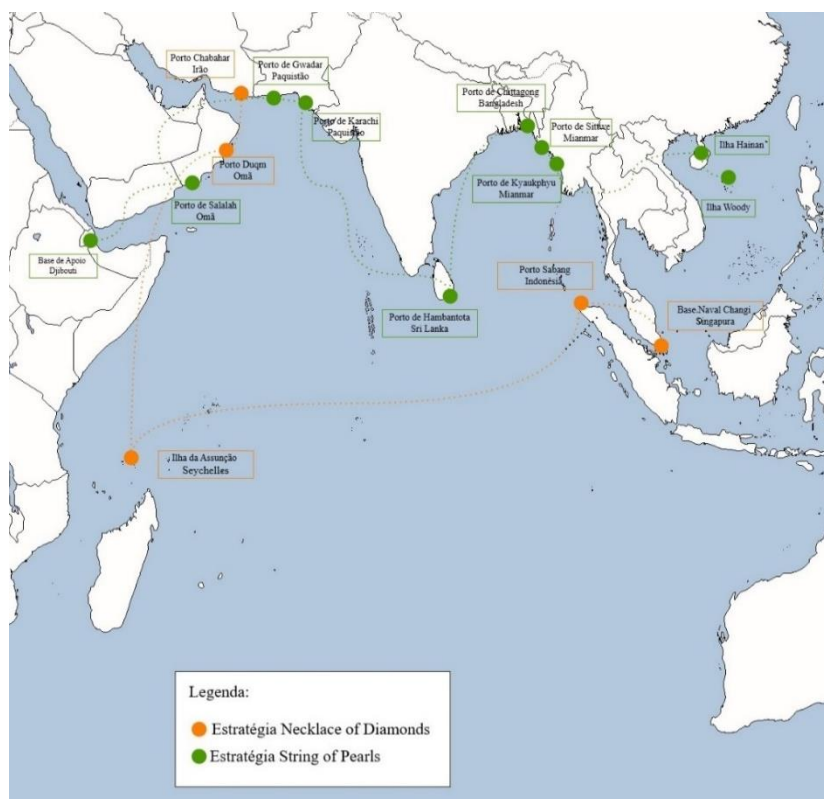 Porto Chabahar
Irão
Porto de Gwadar
Paquistão
Porto de Karachi
Paquistão
Porto de Chittagong
Bangladesh
Porto de Sittwe
Mianmar
Porto de Kyaukphyu
Mianmar
Ilha Hainan"
Ilha Woody
Porto Duqm
Omã
Porto de Salalah
Omã
Base de Apoio
Djibouti
Porto de Hambantota
Sri Lanka
Porto Sabang
Indonésia
Base Naval Changi
Singapura
Ilha da Assunção
Seychelles
Legenda:
Estratégia Necklace of Diamonds
Estratégia String of Pearls